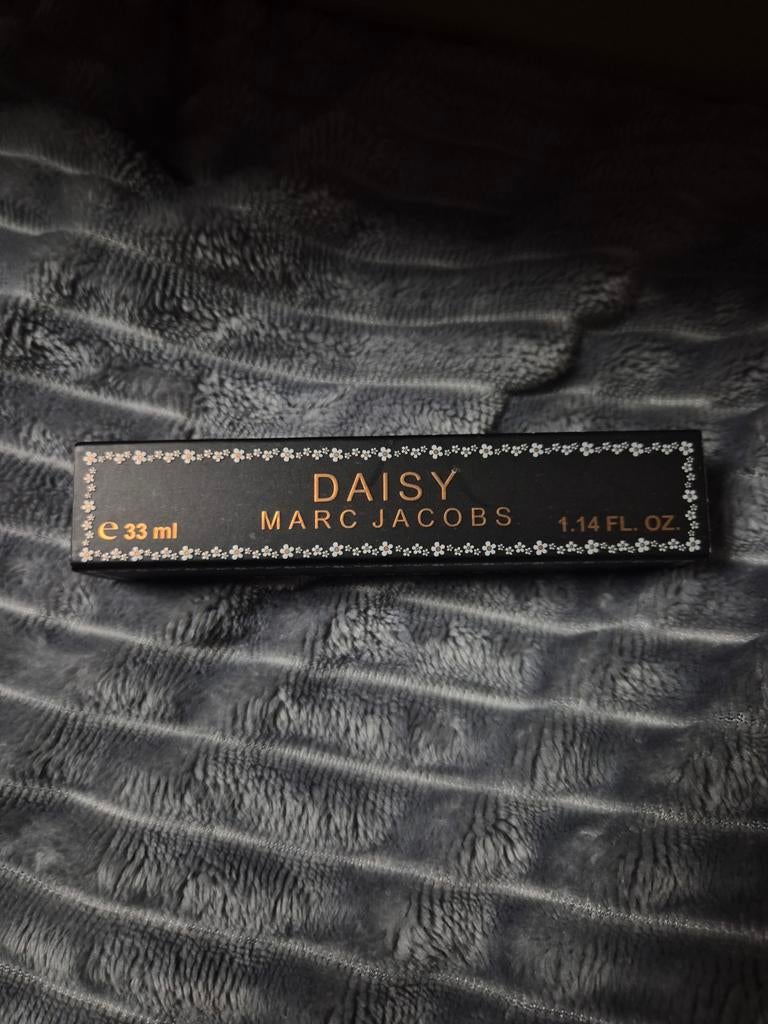 DAISY
MARC JACOBS
e 33 ml
1.14 FL. OZ.